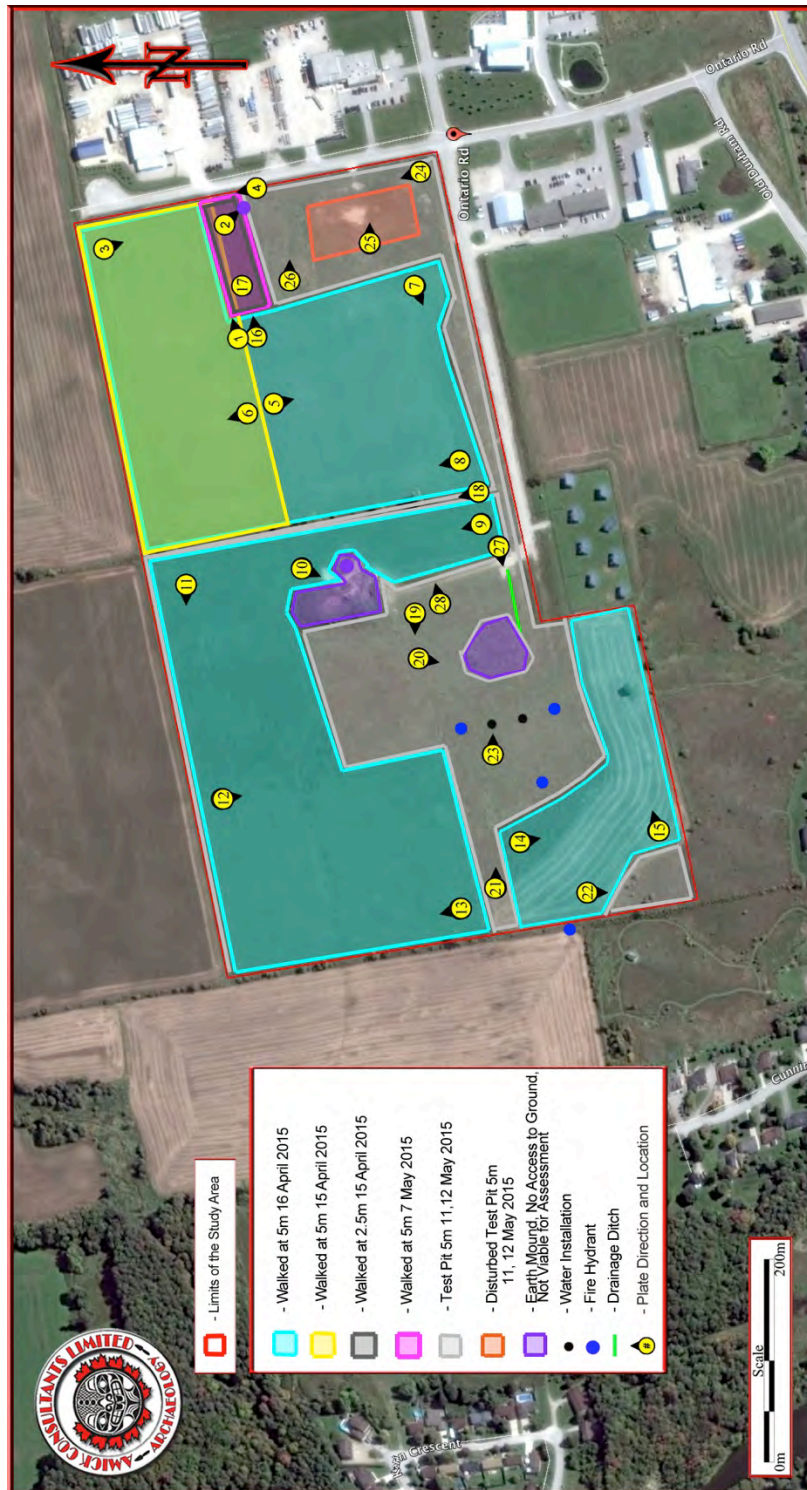 N
AMICK CONSULTANTS LIMITED
ARCHAEOLOGY
- Limits of the Study Area
- Walked at 5m 16 April 2015
- Walked at 5m 15 April 2015
- Walked at 2.5m 15 April 2015
- Walked at 5m 7 May 2015
- Test Pit 5m 11,12 May 2015
- Disturbed Test Pit 5m
11, 12 May 2015
- Earth Mound, No Access to Ground,
Not Viable for Assessment
- Water Installation
- Fire Hydrant
- Drainage Ditch
# - Plate Direction and Location
Scale
0m
200m
Ontario Rd
Ontario Rd
Old Durham Rd
Crescent
1
2
3
4
5
6
7
8
9
10
11
12
13
14
15
16
17
18
19
20
21
22
23
24
25
26
27
28